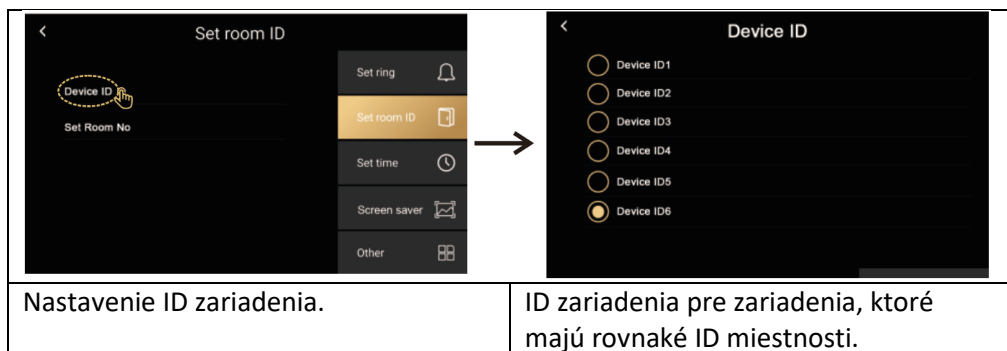 Set room ID
Device ID
Set Room No
Set ring
Set room ID
Set time
Screen saver
Other
Device ID
Device ID1
Device ID2
Device ID3
Device ID4
Device ID5
Device ID6
Nastavenie ID zariadenia.
ID zariadenia pre zariadenia, ktoré
majú rovnaké ID miestnosti.